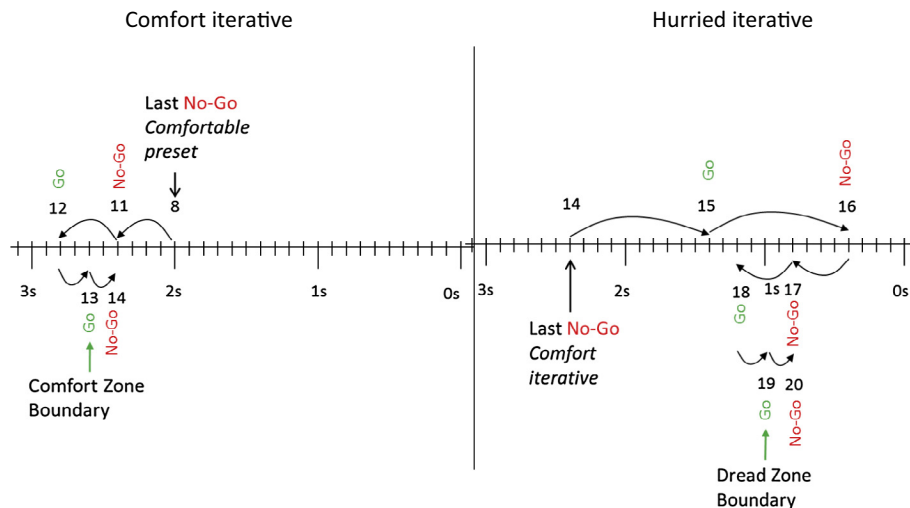 Comfort iterative
Last No-Go
Comfortable
preset
Go
No-Go
12
11
8
3s
2s
1s
0s
13
14
Go
No-Go
Comfort Zone
Boundary
Hurried iterative
Go
No-Go
14
15
16
3s
2s
1s
0s
18
17
Go
No-Go
Last No-Go
Comfort
iterative
19
20
Go
No-Go
Dread Zone
Boundary